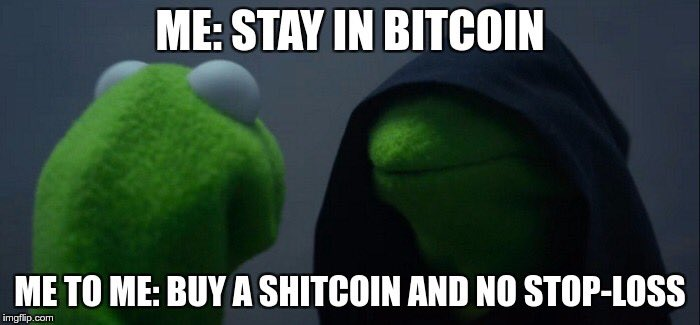 ME: STAY IN BITCOIN
ME TO ME: BUY A SHITCOIN AND NO STOP-LOSS
imgflip.com